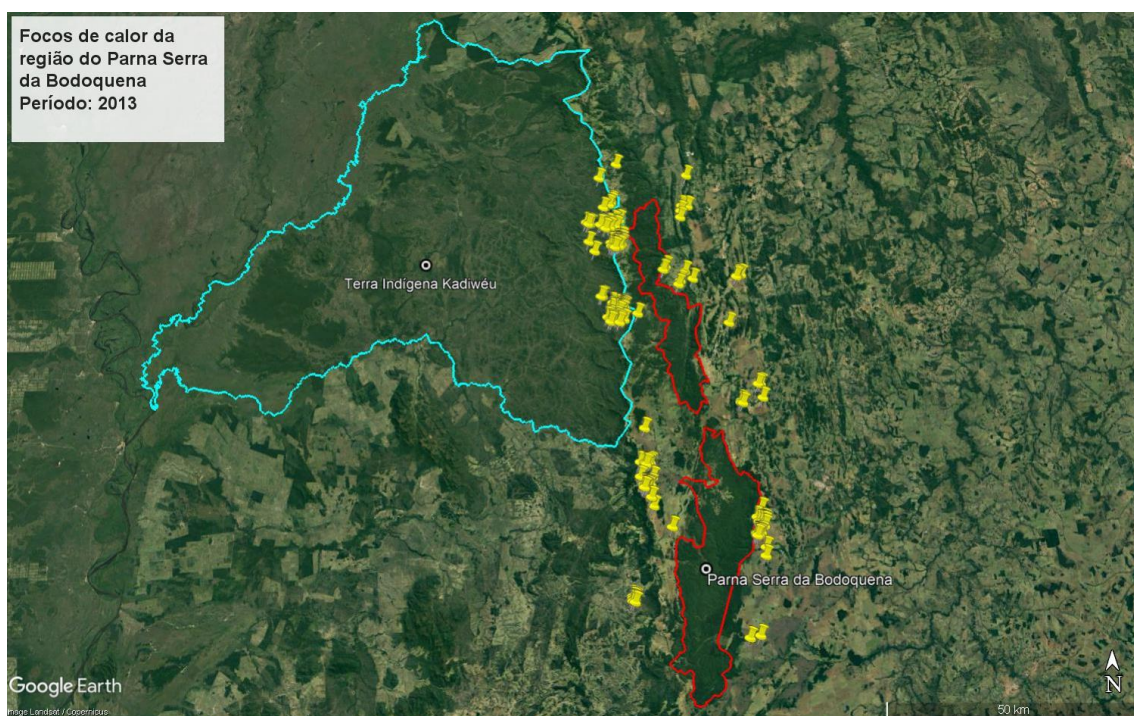 Focos de calor da
região do Parna Serra
da Bodoquena
Período: 2013
Terra Indígena Kadiwéu
Parna Serra da Bodoquena
Google Earth
Image Landsat / Copernicus
N
50 km